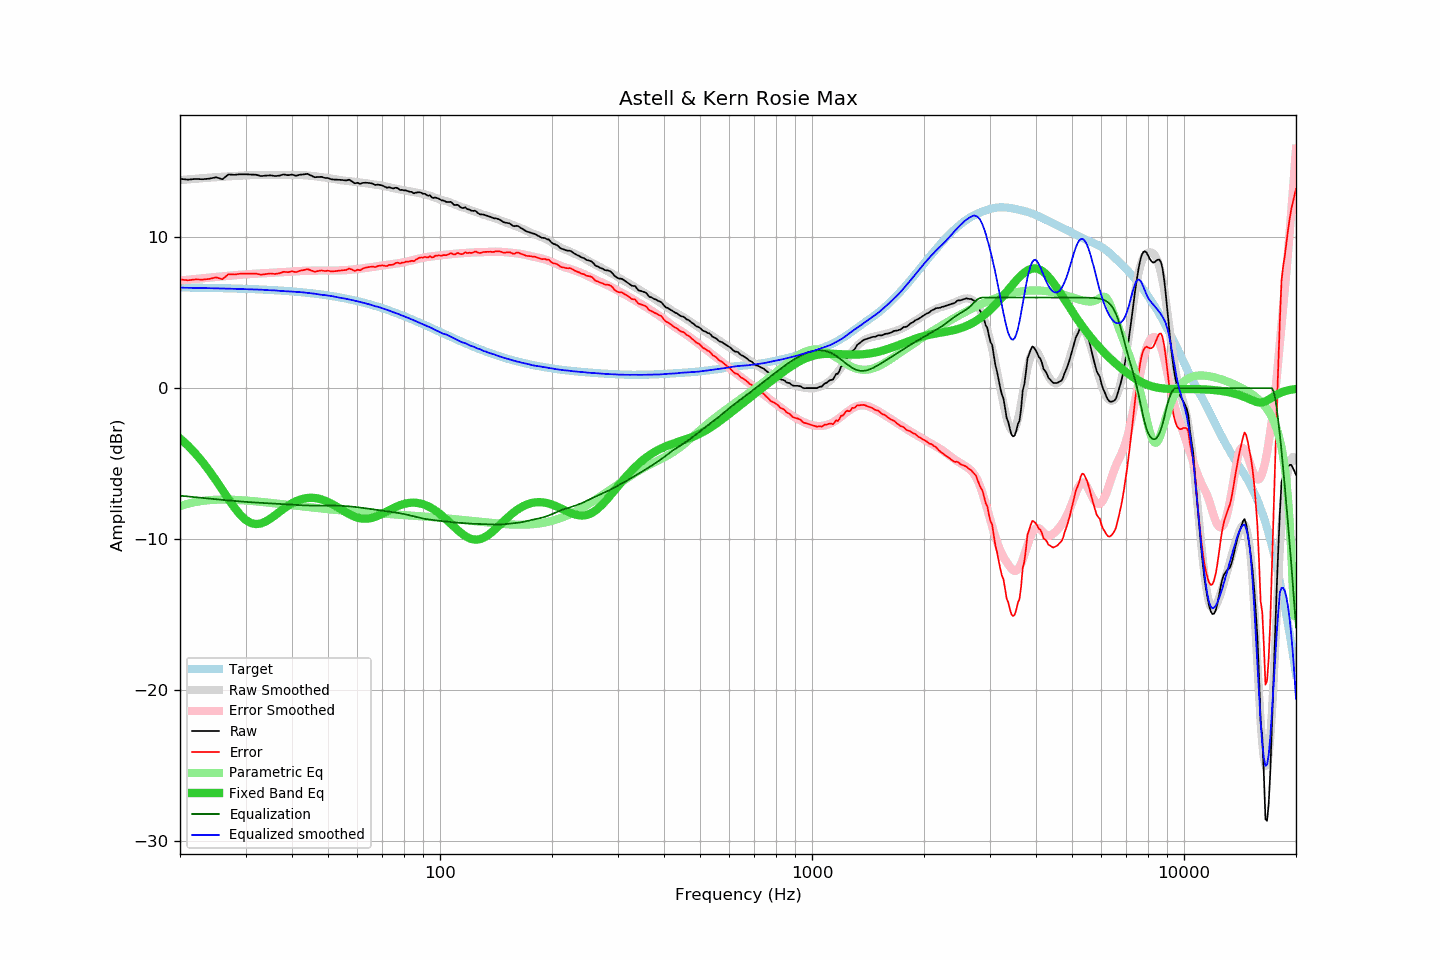 Astell & Kern Rosie Max
Amplitude (dBr)
10
0
−10
−20
−30
Target
Raw Smoothed
Error Smoothed
Raw
Error
Parametric Eq
Fixed Band Eq
Equalization
Equalized smoothed
100
1000
10000
Frequency (Hz)